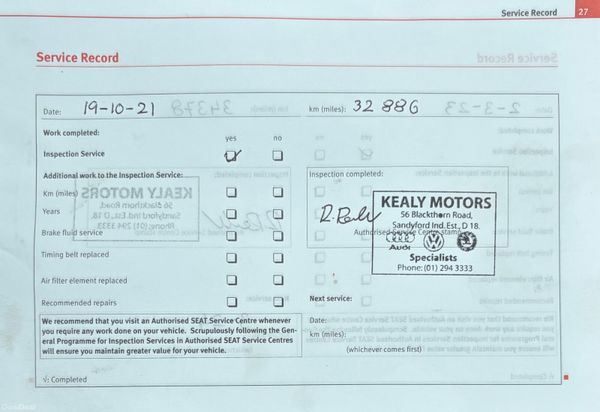 Service Record 27
Service Record
Date: 19-10-21 km (miles): 32 886
Work completed:
yes no
Inspection Service
Additional work to the Inspection Service: Inspection completed:
Km (miles)
Years
Brake fluid service
Timing belt replaced
Air filter element replaced
Recommended repairs
KEALY MOTORS
56 Blackthorn Road,
Sandyford Ind. Est., D 18.
Authorised Service Centre stamp
Audi
Specialists
Phone: (01) 294 3333
Next service:
We recommend that you visit an Authorised SEAT Service Centre whenever
you require any work done on your vehicle. Scrupulously following the Gen-
eral Programme for Inspection Services in Authorised SEAT Service Centres
will ensure you maintain greater value for your vehicle.
Date:
km (miles):
(whichever comes first)
√: Completed